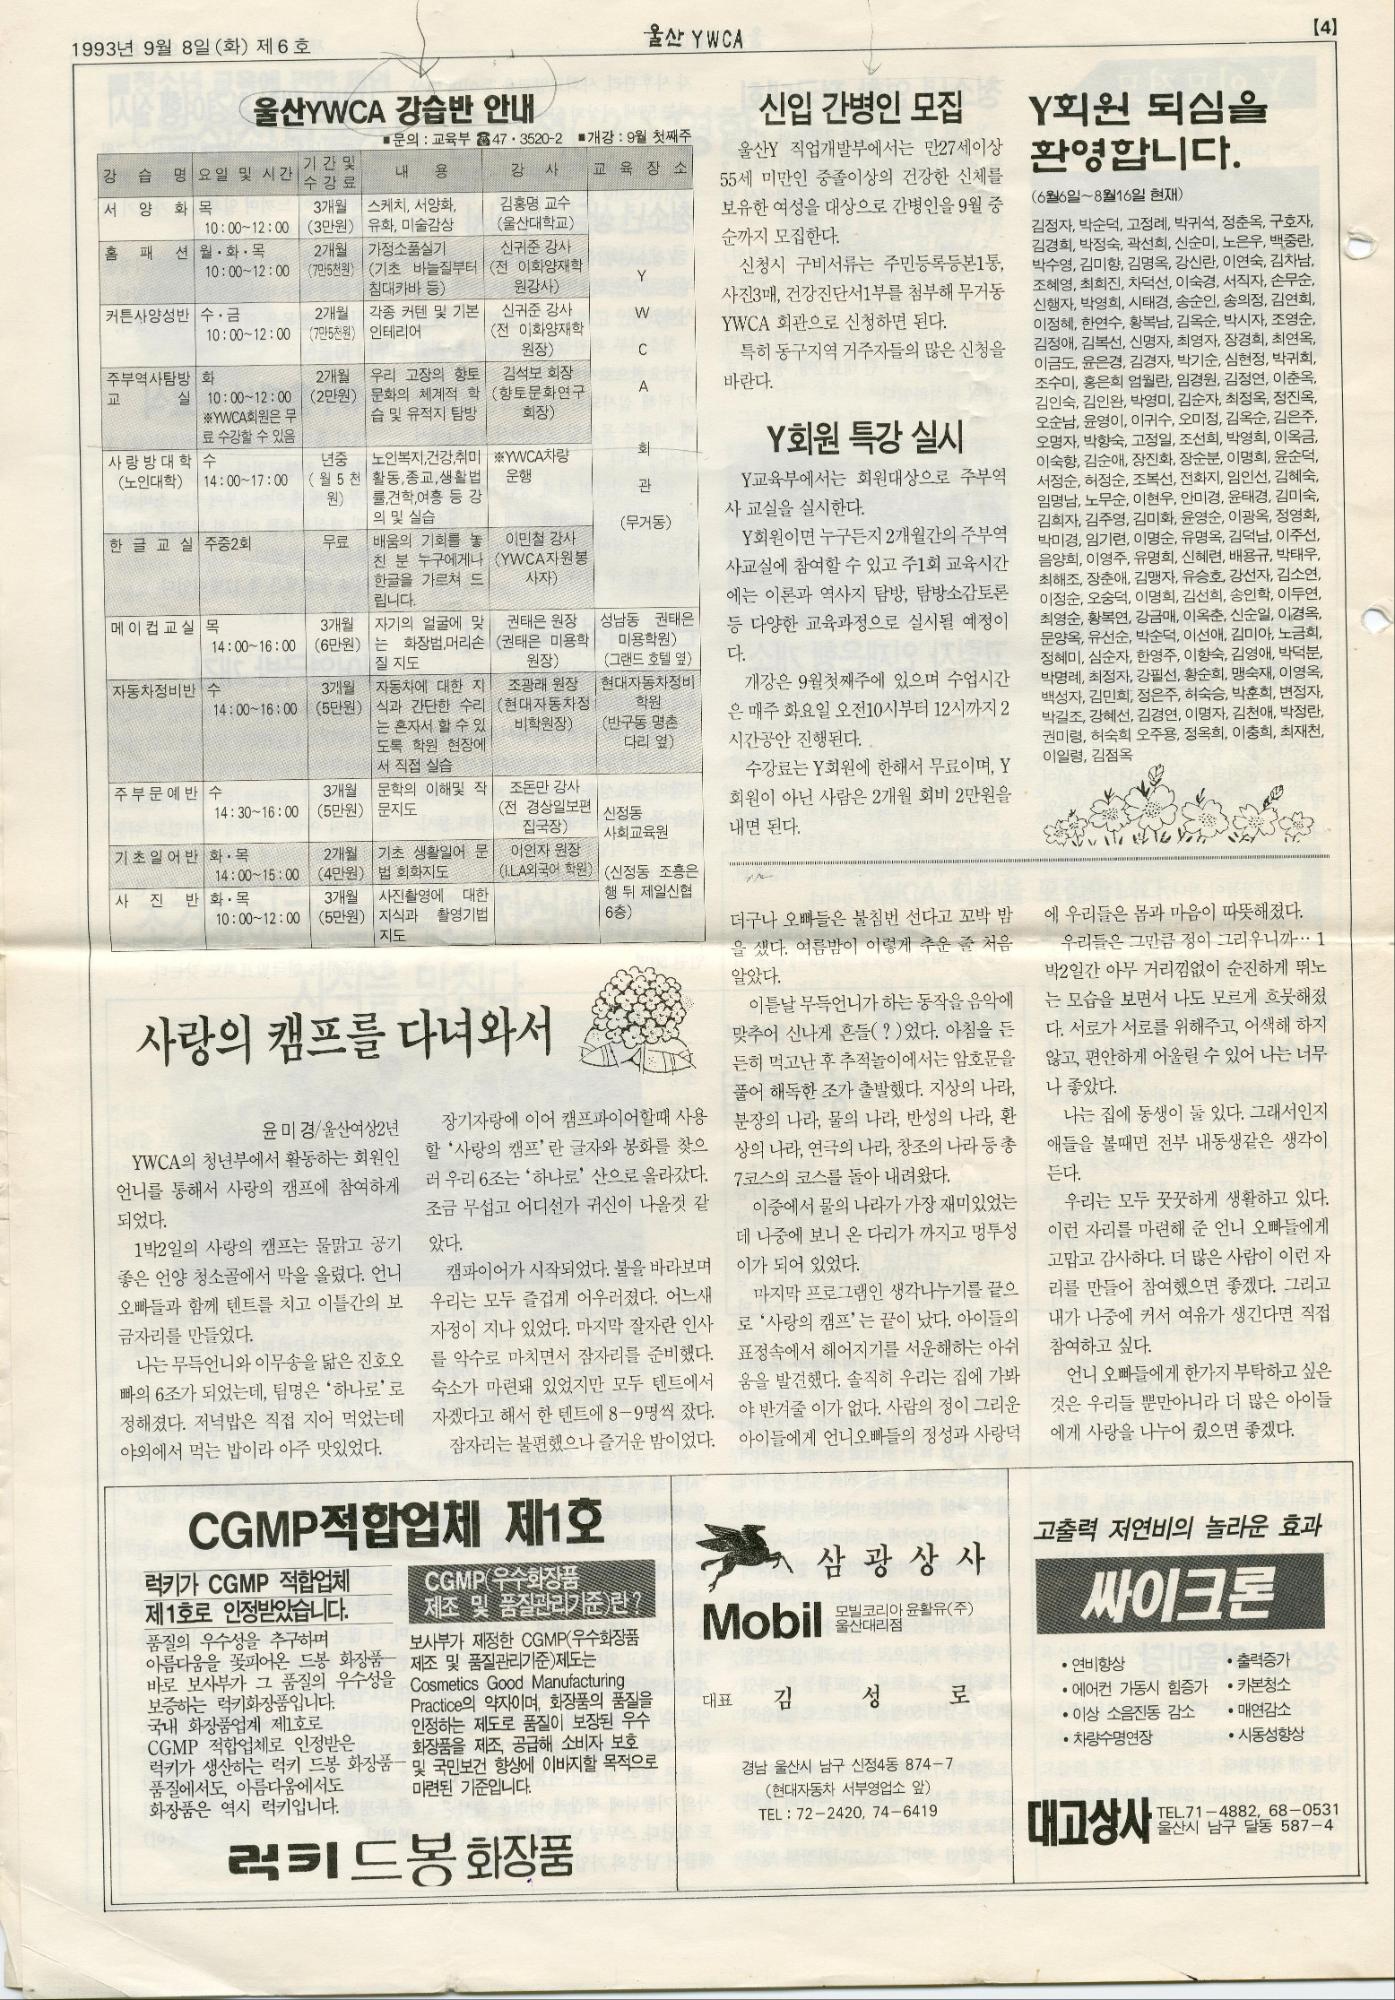 1993년 9월 8일(화) 제6호
울산 YWCA
【4】
울산YWCA 강습반 안내
■문의 : 교육부 ☎47·3520-2 ■개강 : 9월 첫째주
강 습 명 요일 및 시간 기간 및 수강료 내 용 강 사 교 육 장 소
서 양 화 목 3개월 스케치, 서양화, 김홍명 교수
10:00~12:00 (3만원) 유화, 미술감상 (울산대학교)
홈 패 션 월·화·목 2개월 가정소품실기 신귀준 강사
10:00~12:00 (7만5천원) (기초 바늘질부터 (전 이화양재학
침대카바 등) 원강사)
커튼사양성반 수·금 2개월 각종 커텐 및 기본 신귀준 강사
10:00~12:00 (7만5천원) 인테리어 (전 이화양재학
원장)
주부역사탐방 화 2개월 우리 고장의 향토 김석보 회장
교 실 10:00~12:00 (2만원) 문화의 체계적 학 (향토문화연구
※YWCA회원은 무 습 및 유적지 탐방 회장)
료 수강할 수 있음
사랑방대학 수 년중 노인복지,건강,취미 ※YWCA차량
(노인대학) 14:00~17:00 (월 5천 활동,종교,생활법 운행
원) 률,견학,여흥 등 강
의 및 실습
한 글 교 실 주중2회 무료 배움의 기회를 놓 이민철 강사
친 분 누구에게나 (YWCA자원봉
한글을 가르쳐 드 사자)
립니다.
Y
W
C
A
회
관
(무거동)
메이컵교실 목 3개월 자기의 얼굴에 맞 권태은 원장 성남동 권태은
14:00~16:00 (6만원) 는 화장법,머리손 (권태은 미용학 미용학원)
질 지도 원장) (그랜드 호텔 옆)
자동차정비반 수 3개월 자동차에 대한 지 조광래 원장 현대자동차정비
14:00~16:00 (5만원) 식과 간단한 수리 (현대자동차정 학원
는 혼자서 할 수 있 비학원장) (반구동 명촌
도록 학원 현장에 다리 옆)
서 직접 실습
주부문예반 수 3개월 문학의 이해및 작 조돈만 강사
14:30~16:00 (5만원) 문지도 (전 경상일보편 신정동
집국장) 사회교육원
기초일어반 화·목 2개월 기초 생활일어 문 이인자 원장
14:00~15:00 (4만원) 법 회화지도 (I.LA외국어 학원) (신정동 조흥은
사 진 반 화·목 3개월 사진촬영에 대한 행 뒤 제일신협
10:00~12:00 (5만원) 지식과 촬영기법 6층)
지도
신입 간병인 모집
울산Y 직업개발부에서는 만27세이상
55세 미만인 중졸이상의 건강한 신체를
보유한 여성을 대상으로 간병인을 9월 중
순까지 모집한다.
신청시 구비서류는 주민등록등본1통,
사진3매, 건강진단서1부를 첨부해 무거동
YWCA 회관으로 신청하면 된다.
특히 동구지역 거주자들의 많은 신청을
바란다.
Y회원 특강 실시
Y교육부에서는 회원대상으로 주부역
사 교실을 실시한다.
Y회원이면 누구든지 2개월간의 주부역
사교실에 참여할 수 있고 주1회 교육시간
에는 이론과 역사지 탐방, 탐방소감토론
등 다양한 교육과정으로 실시될 예정이
다.
개강은 9월첫째주에 있으며 수업시간
은 매주 화요일 오전10시부터 12시까지 2
시간공안 진행된다.
수강료는 Y회원에 한해서 무료이며, Y
회원이 아닌 사람은 2개월 회비 2만원을
내면 된다.
Y회원 되심을
환영합니다.
(6월6일~8월16일 현재)
김정자, 박순덕, 고정례, 박귀석, 정춘옥, 구호자,
김경희, 박정숙, 곽선희, 신순미, 노은우, 백중란,
박수영, 김미향, 김명옥, 강신란, 이연숙, 김차남,
조혜영, 최희진, 차덕선, 이숙경, 서직자, 손무순,
신행자, 박영희, 시태경, 송순인, 송의정, 김연희,
이정혜, 한연수, 황복남, 김옥순, 박시자, 조영순,
김정애, 김복선, 신명자, 최영자, 장경희, 최연옥,
이금도, 윤은경, 김경자, 박기순, 심현정, 박귀희,
조수미, 홍은희 엄월란, 임경원, 김정연, 이춘옥,
김인숙, 김인완, 박영미, 김순자, 최정옥, 정진옥,
오순남, 윤영이, 이귀수, 오미정, 김옥순, 김은주,
오명자, 박향숙, 고정일, 조선희, 박영희, 이옥금,
이숙향, 김순애, 장진화, 장순분, 이명희, 윤순덕,
서정순, 허정순, 조복선, 전화지, 임인선, 김혜숙,
임명남, 노무순, 이현우, 안미경, 윤태경, 김미숙,
김희자, 김주영, 김미화, 윤영순, 이광옥, 정영화,
박미경, 임기련, 이명순, 유명옥, 김덕남, 이주선,
음양희, 이영주, 유명희, 신혜련, 배용규, 박태우,
최해조, 장춘애, 김맹자, 유승호, 강선자, 김소연,
이정순, 오숭덕, 이명희, 김선희, 송인학, 이두연,
최영순, 황복연, 강금매, 이옥춘, 신순일, 이경옥,
문양옥, 유선순, 박순덕, 이선애, 김미아, 노금희,
정혜미, 심순자, 한영주, 이향숙, 김영애, 박덕분,
박명례, 최정자, 강필선, 황순희, 맹숙재, 이영옥,
백성자, 김민희, 정은주, 허숙승, 박훈희, 변정자,
박길조, 강혜선, 김경연, 이명자, 김천애, 박정란,
권미령, 허숙희 오주용, 정옥희, 이충희, 최재천,
이일령, 김점옥
사랑의 캠프를 다녀와서
윤미경/울산여상2년
YWCA의 청년부에서 활동하는 회원인
언니를 통해서 사랑의 캠프에 참여하게
되었다.
1박2일의 사랑의 캠프는 물맑고 공기
좋은 언양 청소골에서 막을 올렸다. 언니
오빠들과 함께 텐트를 치고 이틀간의 보
금자리를 만들었다.
나는 무득언니와 이무송을 닮은 진호오
빠의 6조가 되었는데, 팀명은 ‘하나로’로
정해졌다. 저녁밥은 직접 지어 먹었는데
야외에서 먹는 밥이라 아주 맛있었다.
장기자랑에 이어 캠프파이어할때 사용
할 ‘사랑의 캠프’란 글자와 봉화를 찾으
러 우리 6조는 ‘하나로’ 산으로 올라갔다.
조금 무섭고 어디선가 귀신이 나올것 같
았다.
캠파이어가 시작되었다. 불을 바라보며
우리는 모두 즐겁게 어우러졌다. 어느새
자정이 지나 있었다. 마지막 잘자란 인사
를 악수로 마치면서 잠자리를 준비했다.
숙소가 마련돼 있었지만 모두 텐트에서
자겠다고 해서 한 텐트에 8-9명씩 잤다.
잠자리는 불편했으나 즐거운 밤이었다.
더구나 오빠들은 불침번 선다고 꼬박 밤
을 샜다. 여름밤이 이렇게 추운 줄 처음
알았다.
이튿날 무득언니가 하는 동작을 음악에
맞추어 신나게 흔들(?)었다. 아침을 든
든히 먹고난 후 추적놀이에서는 암호문을
풀어 해독한 조가 출발했다. 지상의 나라,
분장의 나라, 물의 나라, 반성의 나라, 환
상의 나라, 연극의 나라, 창조의 나라 등 총
7코스의 코스를 돌아 내려왔다.
이중에서 물의 나라가 가장 재미있었는
데 나중에 보니 온 다리가 까지고 멍투성
이가 되어 있었다.
마지막 프로그램인 생각나누기를 끝으
로 ‘사랑의 캠프’는 끝이 났다. 아이들의
표정속에서 헤어지기를 서운해하는 아쉬
움을 발견했다. 솔직히 우리는 집에 가봐
야 반겨줄 이가 없다. 사람의 정이 그리운
아이들에게 언니오빠들의 정성과 사랑덕
에 우리들은 몸과 마음이 따뜻해졌다.
우리들은 그만큼 정이 그리우니까… 1
박2일간 아무 거리낌없이 순진하게 뛰노
는 모습을 보면서 나도 모르게 흐뭇해졌
다. 서로가 서로를 위해주고, 어색해 하지
않고, 편안하게 어울릴 수 있어 나는 너무
나 좋았다.
나는 집에 동생이 둘 있다. 그래서인지
애들을 볼때면 전부 내동생같은 생각이
든다.
우리는 모두 꿋꿋하게 생활하고 있다.
이런 자리를 마련해 준 언니 오빠들에게
고맙고 감사하다. 더 많은 사람이 이런 자
리를 만들어 참여했으면 좋겠다. 그리고
내가 나중에 커서 여유가 생긴다면 직접
참여하고 싶다.
언니 오빠들에게 한가지 부탁하고 싶은
것은 우리들 뿐만아니라 더 많은 아이들
에게 사랑을 나누어 줬으면 좋겠다.
CGMP적합업체 제1호
럭키가 CGMP 적합업체
제1호로 인정받았습니다.
품질의 우수성을 추구하며
아름다움을 꽃피어온 드봉 화장품
바로 보사부가 그 품질의 우수성을
보증하는 럭키화장품입니다.
국내 화장품업계 제1호로
CGMP 적합업체로 인정받은
럭키가 생산하는 럭키 드봉 화장품
품질에서도, 아름다움에서도
화장품은 역시 럭키입니다.
CGMP(우수화장품
제조 및 품질관리기준)란?
보사부가 제정한 CGMP(우수화장품
제조 및 품질관리기준)제도는
Cosmetics Good Manufacturing
Practice의 약자이며, 화장품의 품질을
인정하는 제도로 품질이 보장된 우수
화장품을 제조, 공급해 소비자 보호
및 국민보건 향상에 이바지할 목적으로
마련된 기준입니다.
럭키 드봉 화장품
삼광상사
Mobil 모빌코리아 윤활유(주)
울산대리점
대표 김 성 로
경남 울산시 남구 신정4동 874-7
(현대자동차 서부영업소 앞)
TEL : 72-2420, 74-6419
고출력 저연비의 놀라운 효과
싸이크론
•연비향상 •출력증가
•에어컨 가동시 힘증가 •카본청소
•이상 소음진동 감소 •매연감소
•차량수명연장 •시동성향상
대고상사 TEL.71-4882, 68-0531
울산시 남구 달동 587-4